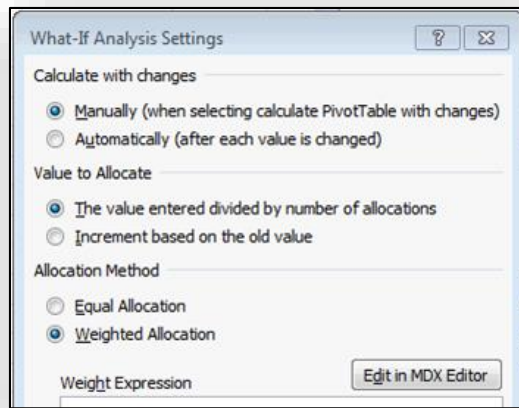 What-If Analysis Settings
Calculate with changes
Manually (when selecting calculate PivotTable with changes)
Automatically (after each value is changed)
Value to Allocate
The value entered divided by number of allocations
Increment based on the old value
Allocation Method
Equal Allocation
Weighted Allocation
Weight Expression
Edit in MDX Editor